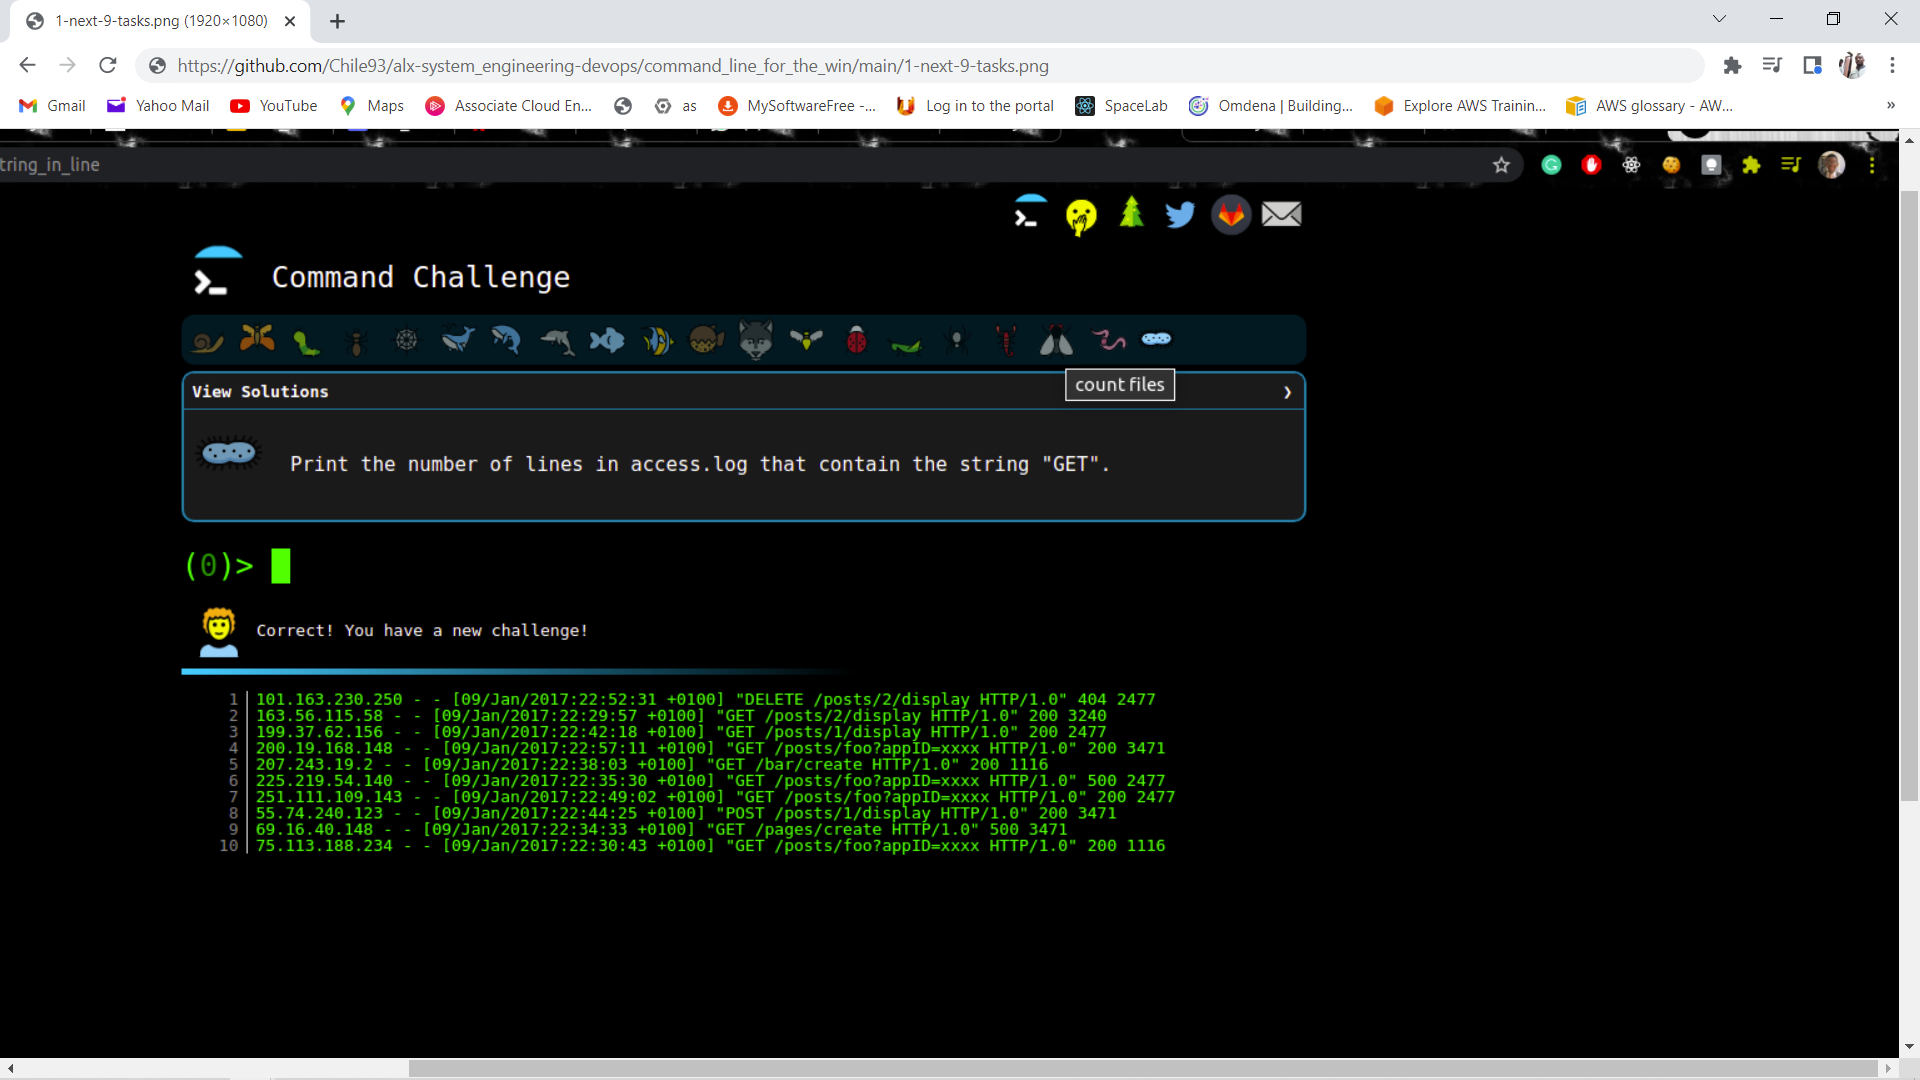 1-next-9-tasks.png (1920×1080)
https://github.com/Chile93/alx-system_engineering-devops/command_line_for_the_win/main/1-next-9-tasks.png
Gmail Yahoo Mail YouTube Maps Associate Cloud En... as MySoftwareFree -... Log in to the portal SpaceLab Omdena | Building... Explore AWS Trainin... AWS glossary - AW... »
tring_in_line
Command Challenge
View Solutions
count files
Print the number of lines in access.log that contain the string "GET".
(0)>
Correct! You have a new challenge!
1 101.163.230.250 - - [09/Jan/2017:22:52:31 +0100] "DELETE /posts/2/display HTTP/1.0" 404 2477
2 163.56.115.58 - - [09/Jan/2017:22:29:57 +0100] "GET /posts/2/display HTTP/1.0" 200 3240
3 199.37.62.156 - - [09/Jan/2017:22:42:18 +0100] "GET /posts/1/display HTTP/1.0" 200 2477
4 200.19.168.148 - - [09/Jan/2017:22:57:11 +0100] "GET /posts/foo?appID=xxxx HTTP/1.0" 200 3471
5 207.243.19.2 - - [09/Jan/2017:22:38:03 +0100] "GET /bar/create HTTP/1.0" 200 1116
6 225.219.54.140 - - [09/Jan/2017:22:35:30 +0100] "GET /posts/foo?appID=xxxx HTTP/1.0" 500 2477
7 251.111.109.143 - - [09/Jan/2017:22:49:02 +0100] "GET /posts/foo?appID=xxxx HTTP/1.0" 200 2477
8 55.74.240.123 - - [09/Jan/2017:22:44:25 +0100] "POST /posts/1/display HTTP/1.0" 200 3471
9 69.16.40.148 - - [09/Jan/2017:22:34:33 +0100] "GET /pages/create HTTP/1.0" 500 3471
10 75.113.188.234 - - [09/Jan/2017:22:30:43 +0100] "GET /posts/foo?appID=xxxx HTTP/1.0" 200 1116